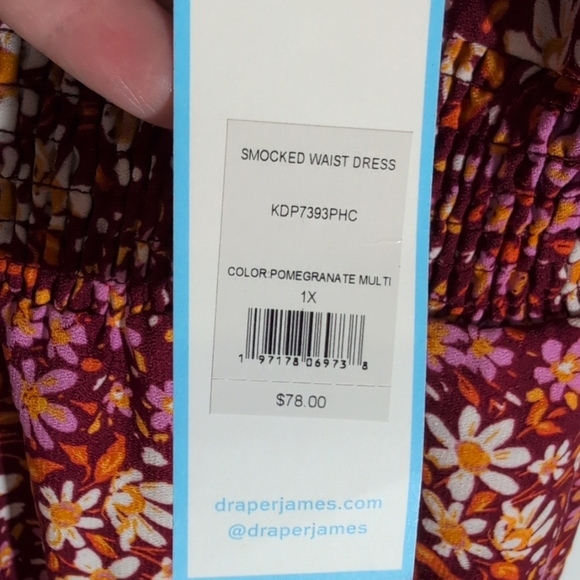 SMOCKED WAIST DRESS
KDP7393PHC
COLOR:POMEGRANATE MULTI
1X
1 97178 06973 8
$78.00
draperjames.com
@draperjames